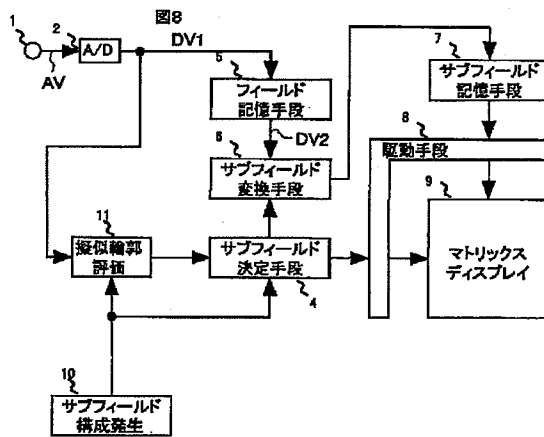 図8
1
2
A/D
AV
DV1
5
フィールド
記憶手段
DV2
6
サブフィールド
変換手段
7
サブフィールド
記憶手段
8
駆動手段
9
マトリックス
ディスプレイ
11
擬似輪郭
評価
サブフィールド
決定手段
4
10
サブフィールド
構成発生